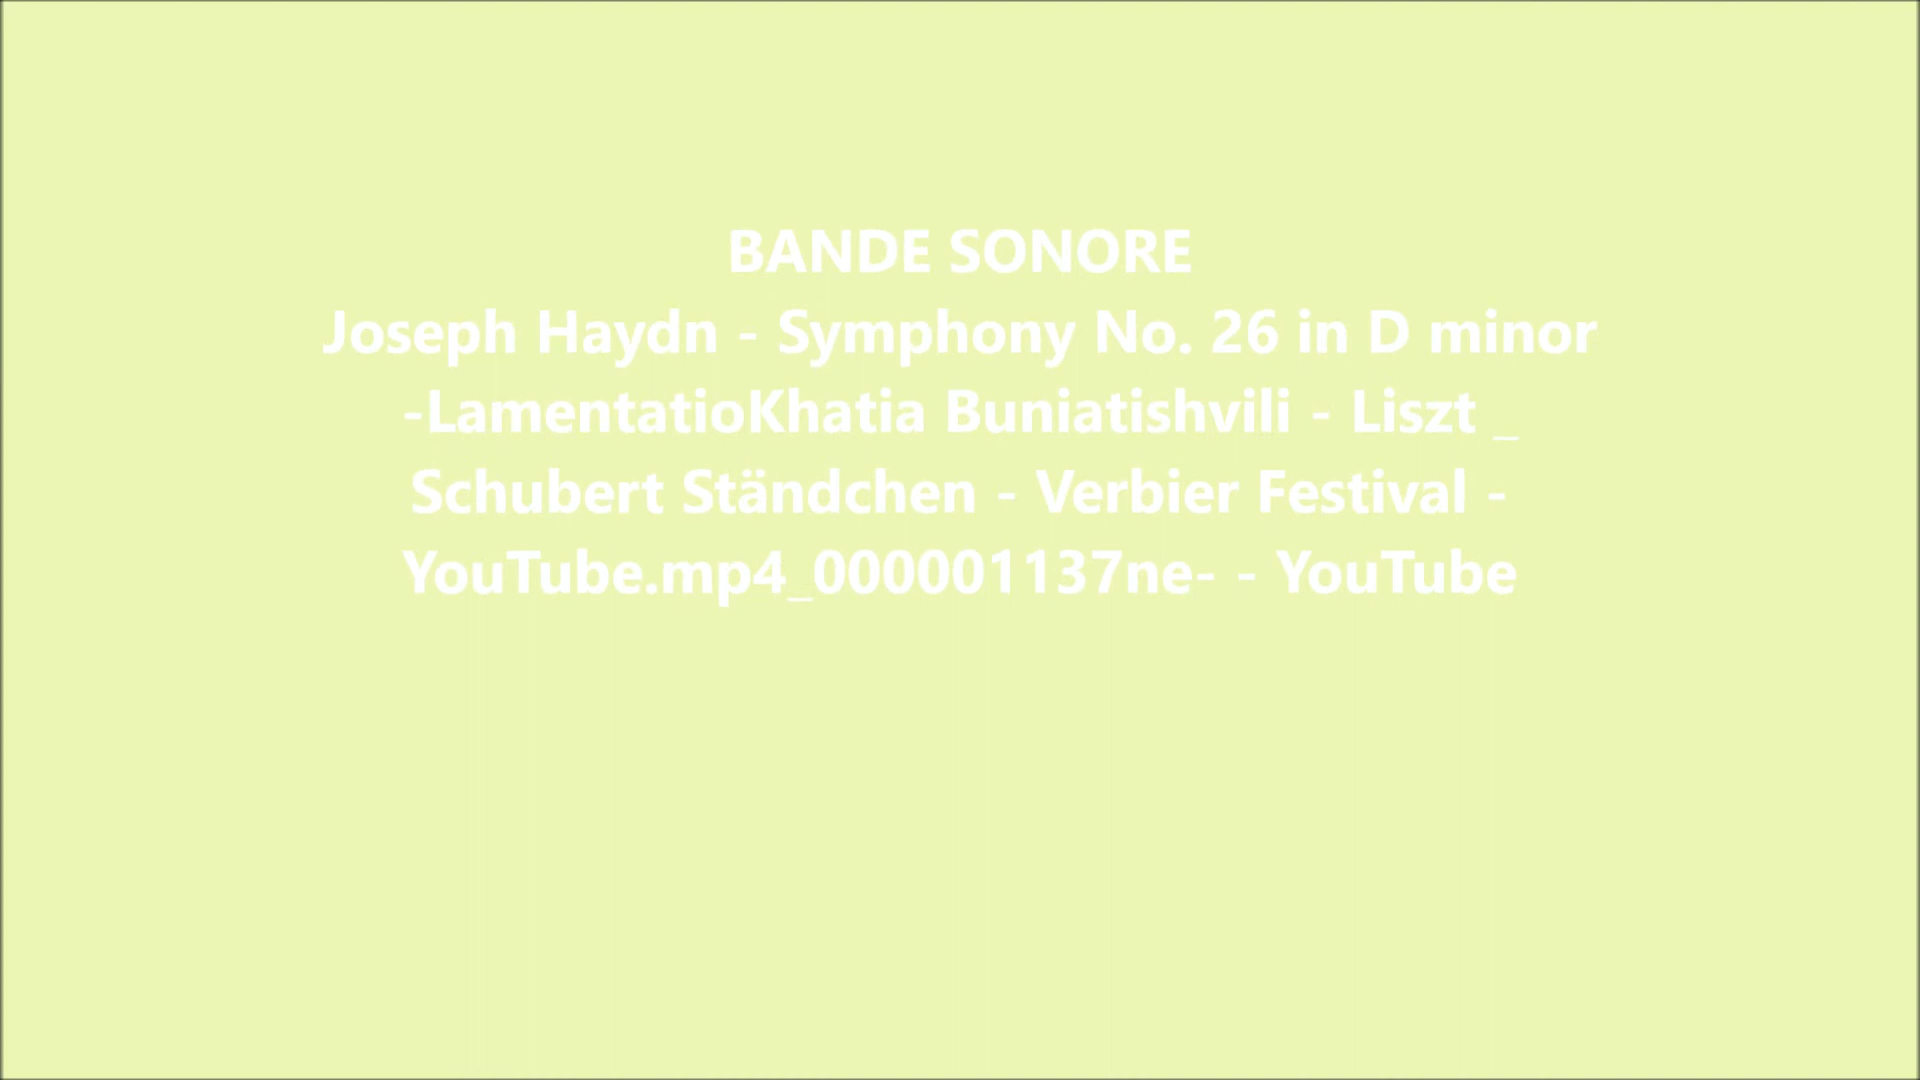 BANDE SONORE
Joseph Haydn - Symphony No. 26 in D minor
-LamentatioKhatia Buniatishvili - Liszt _
Schubert Ständchen - Verbier Festival -
YouTube.mp4_000001137ne- - YouTube